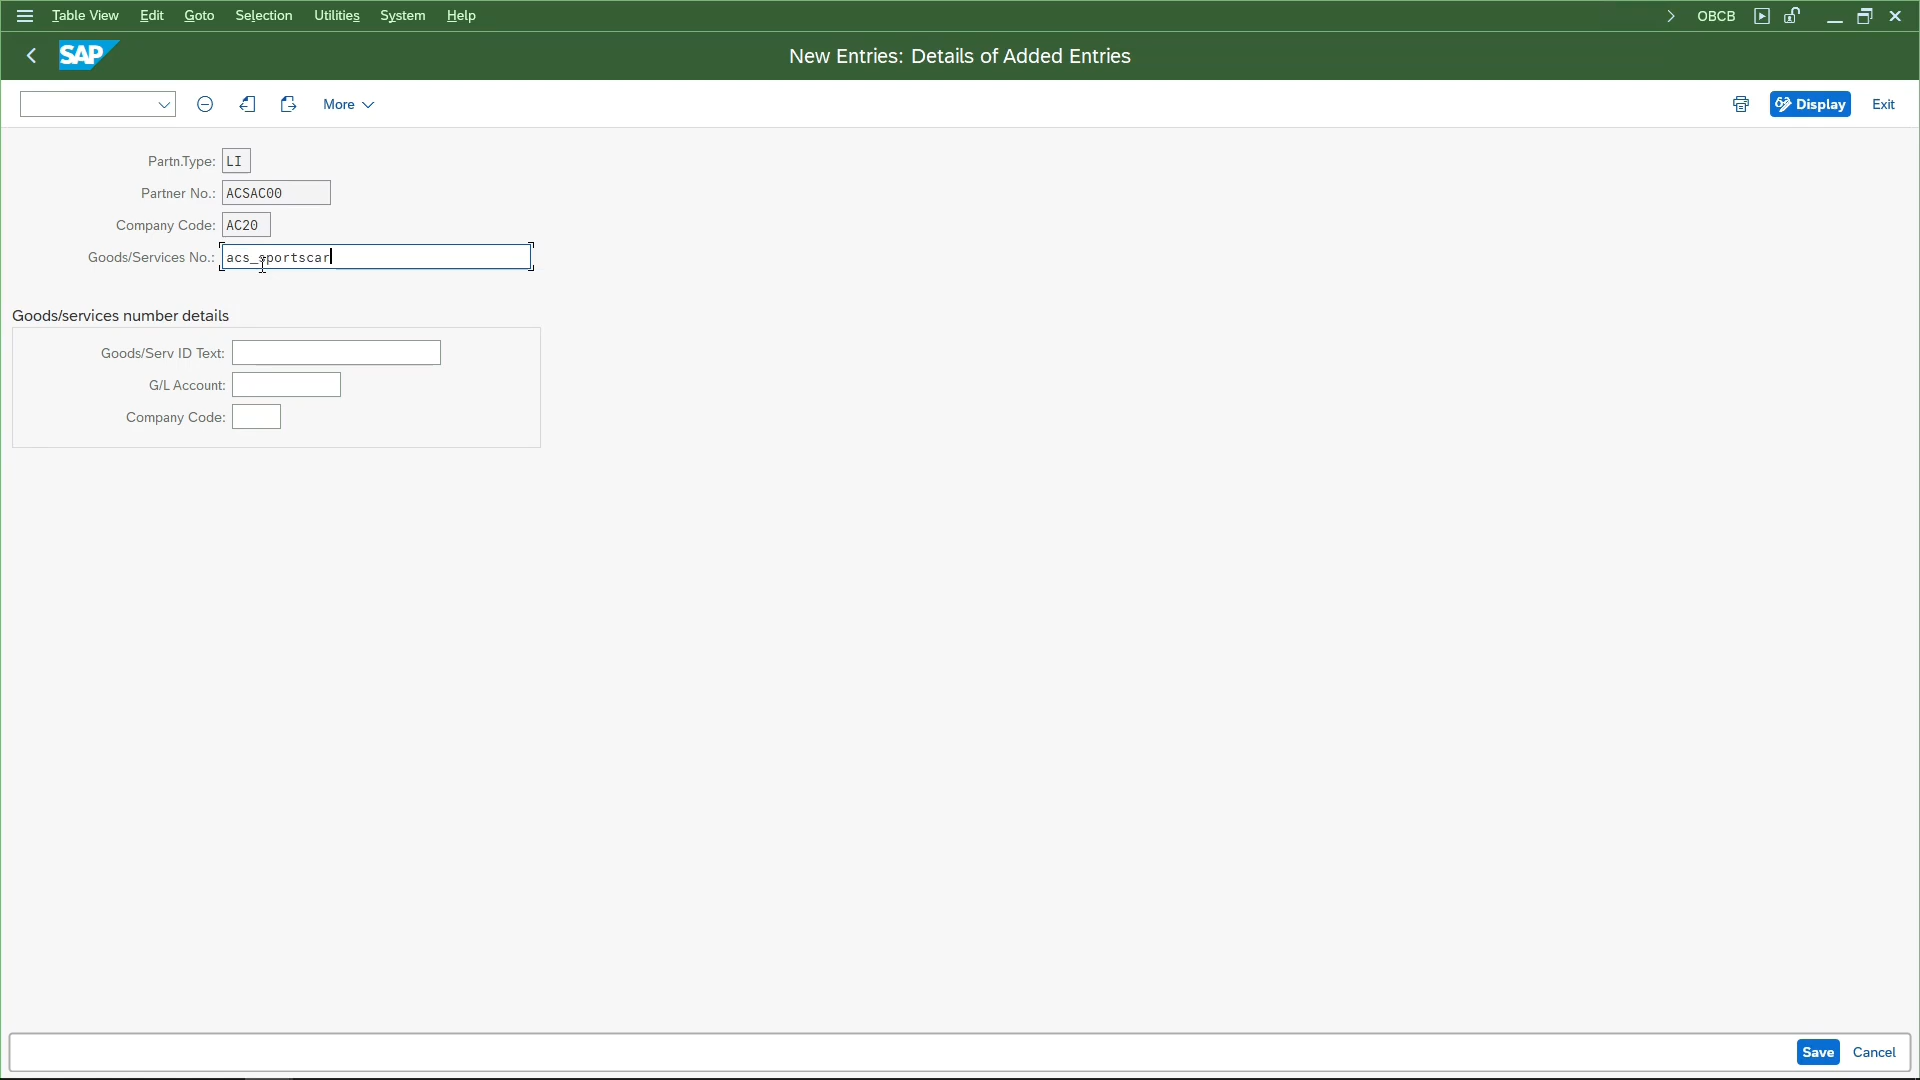 Table View Edit Goto Selection Utilities System Help OBCB
SAP New Entries: Details of Added Entries
More Display Exit
Partn.Type: LI
Partner No.: ACSAC00
Company Code: AC20
Goods/Services No.: acs_sportscar
Goods/services number details
Goods/Serv ID Text:
G/L Account:
Company Code:
Save Cancel